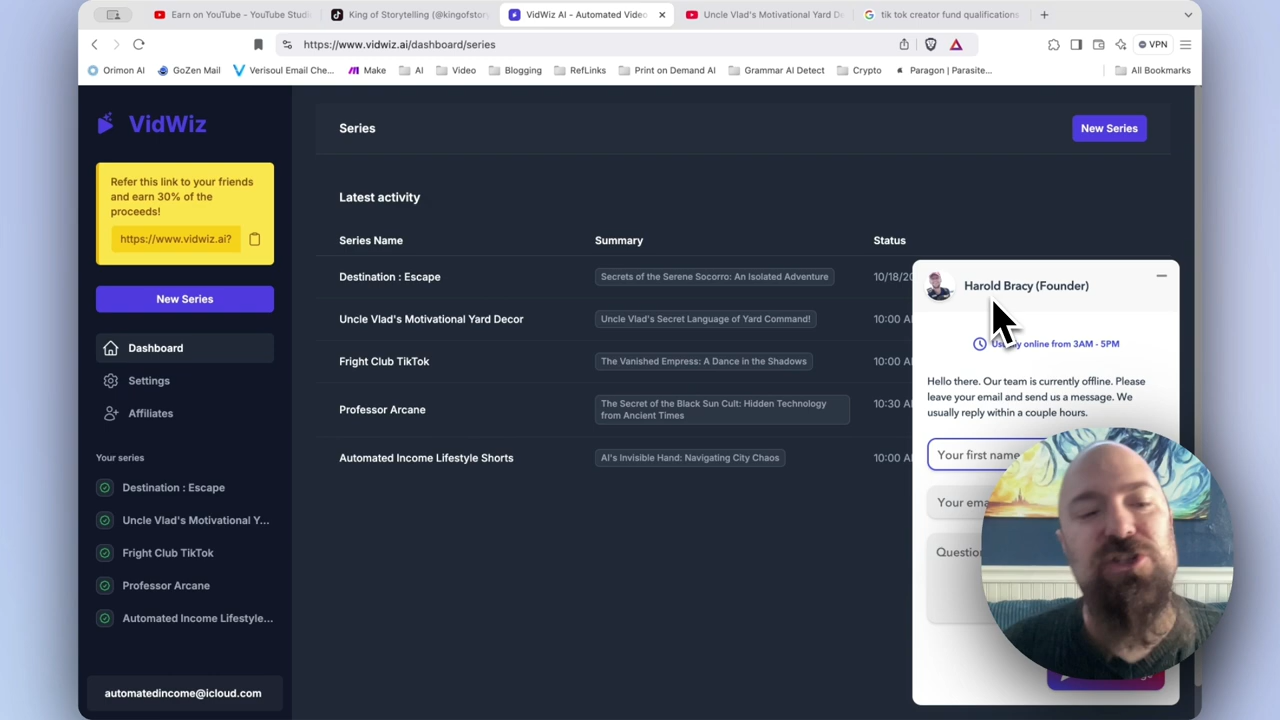 Earn on YouTube - YouTube Studi
King of Storytelling (@kingofstory
VidWiz AI - Automated Video
Uncle Vlad's Motivational Yard D
tik tok creator fund qualifications
https://www.vidwiz.ai/dashboard/series
VPN
Orimon AI
GoZen Mail
Verisoul Email Che...
Make
AI
Video
Blogging
RefLinks
Print on Demand AI
Grammar AI Detect
Crypto
Paragon | Parasite...
All Bookmarks
VidWiz
Refer this link to your friends
and earn 30% of the
proceeds!
https://www.vidwiz.ai?
New Series
Dashboard
Settings
Affiliates
Your series
Destination : Escape
Uncle Vlad's Motivational Y...
Fright Club TikTok
Professor Arcane
Automated Income Lifestyle...
automatedincome@icloud.com
Series
New Series
Latest activity
Series Name
Summary
Status
Destination : Escape
Secrets of the Serene Socorro: An Isolated Adventure
10/18/20
Uncle Vlad's Motivational Yard Decor
Uncle Vlad's Secret Language of Yard Command!
10:00 A
Fright Club TikTok
The Vanished Empress: A Dance in the Shadows
10:00 A
Professor Arcane
The Secret of the Black Sun Cult: Hidden Technology
from Ancient Times
10:30 A
Automated Income Lifestyle Shorts
AI's Invisible Hand: Navigating City Chaos
10:00 A
Harold Bracy (Founder)
online from 3AM - 5PM
Hello there. Our team is currently offline. Please
leave your email and send us a message. We
usually reply within a couple hours.
Your first name
Your ema
Question